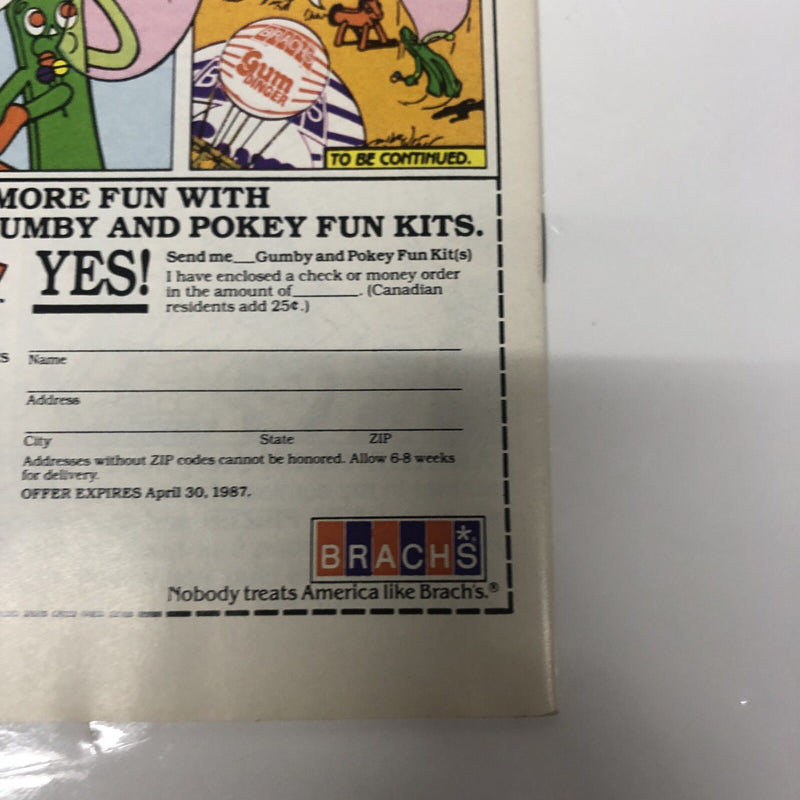 BRACH'S
Gum
DINGER
TO BE CONTINUED.
MORE FUN WITH
UMBY AND POKEY FUN KITS.
YES!
Send me___Gumby and Pokey Fun Kit(s)
I have enclosed a check or money order
in the amount of________. (Canadian
residents add 25¢.)
s
Name
Address
City State ZIP
Addresses without ZIP codes cannot be honored. Allow 6-8 weeks
for delivery.
OFFER EXPIRES April 30, 1987.
BRACH'S
Nobody treats America like Brach's.®